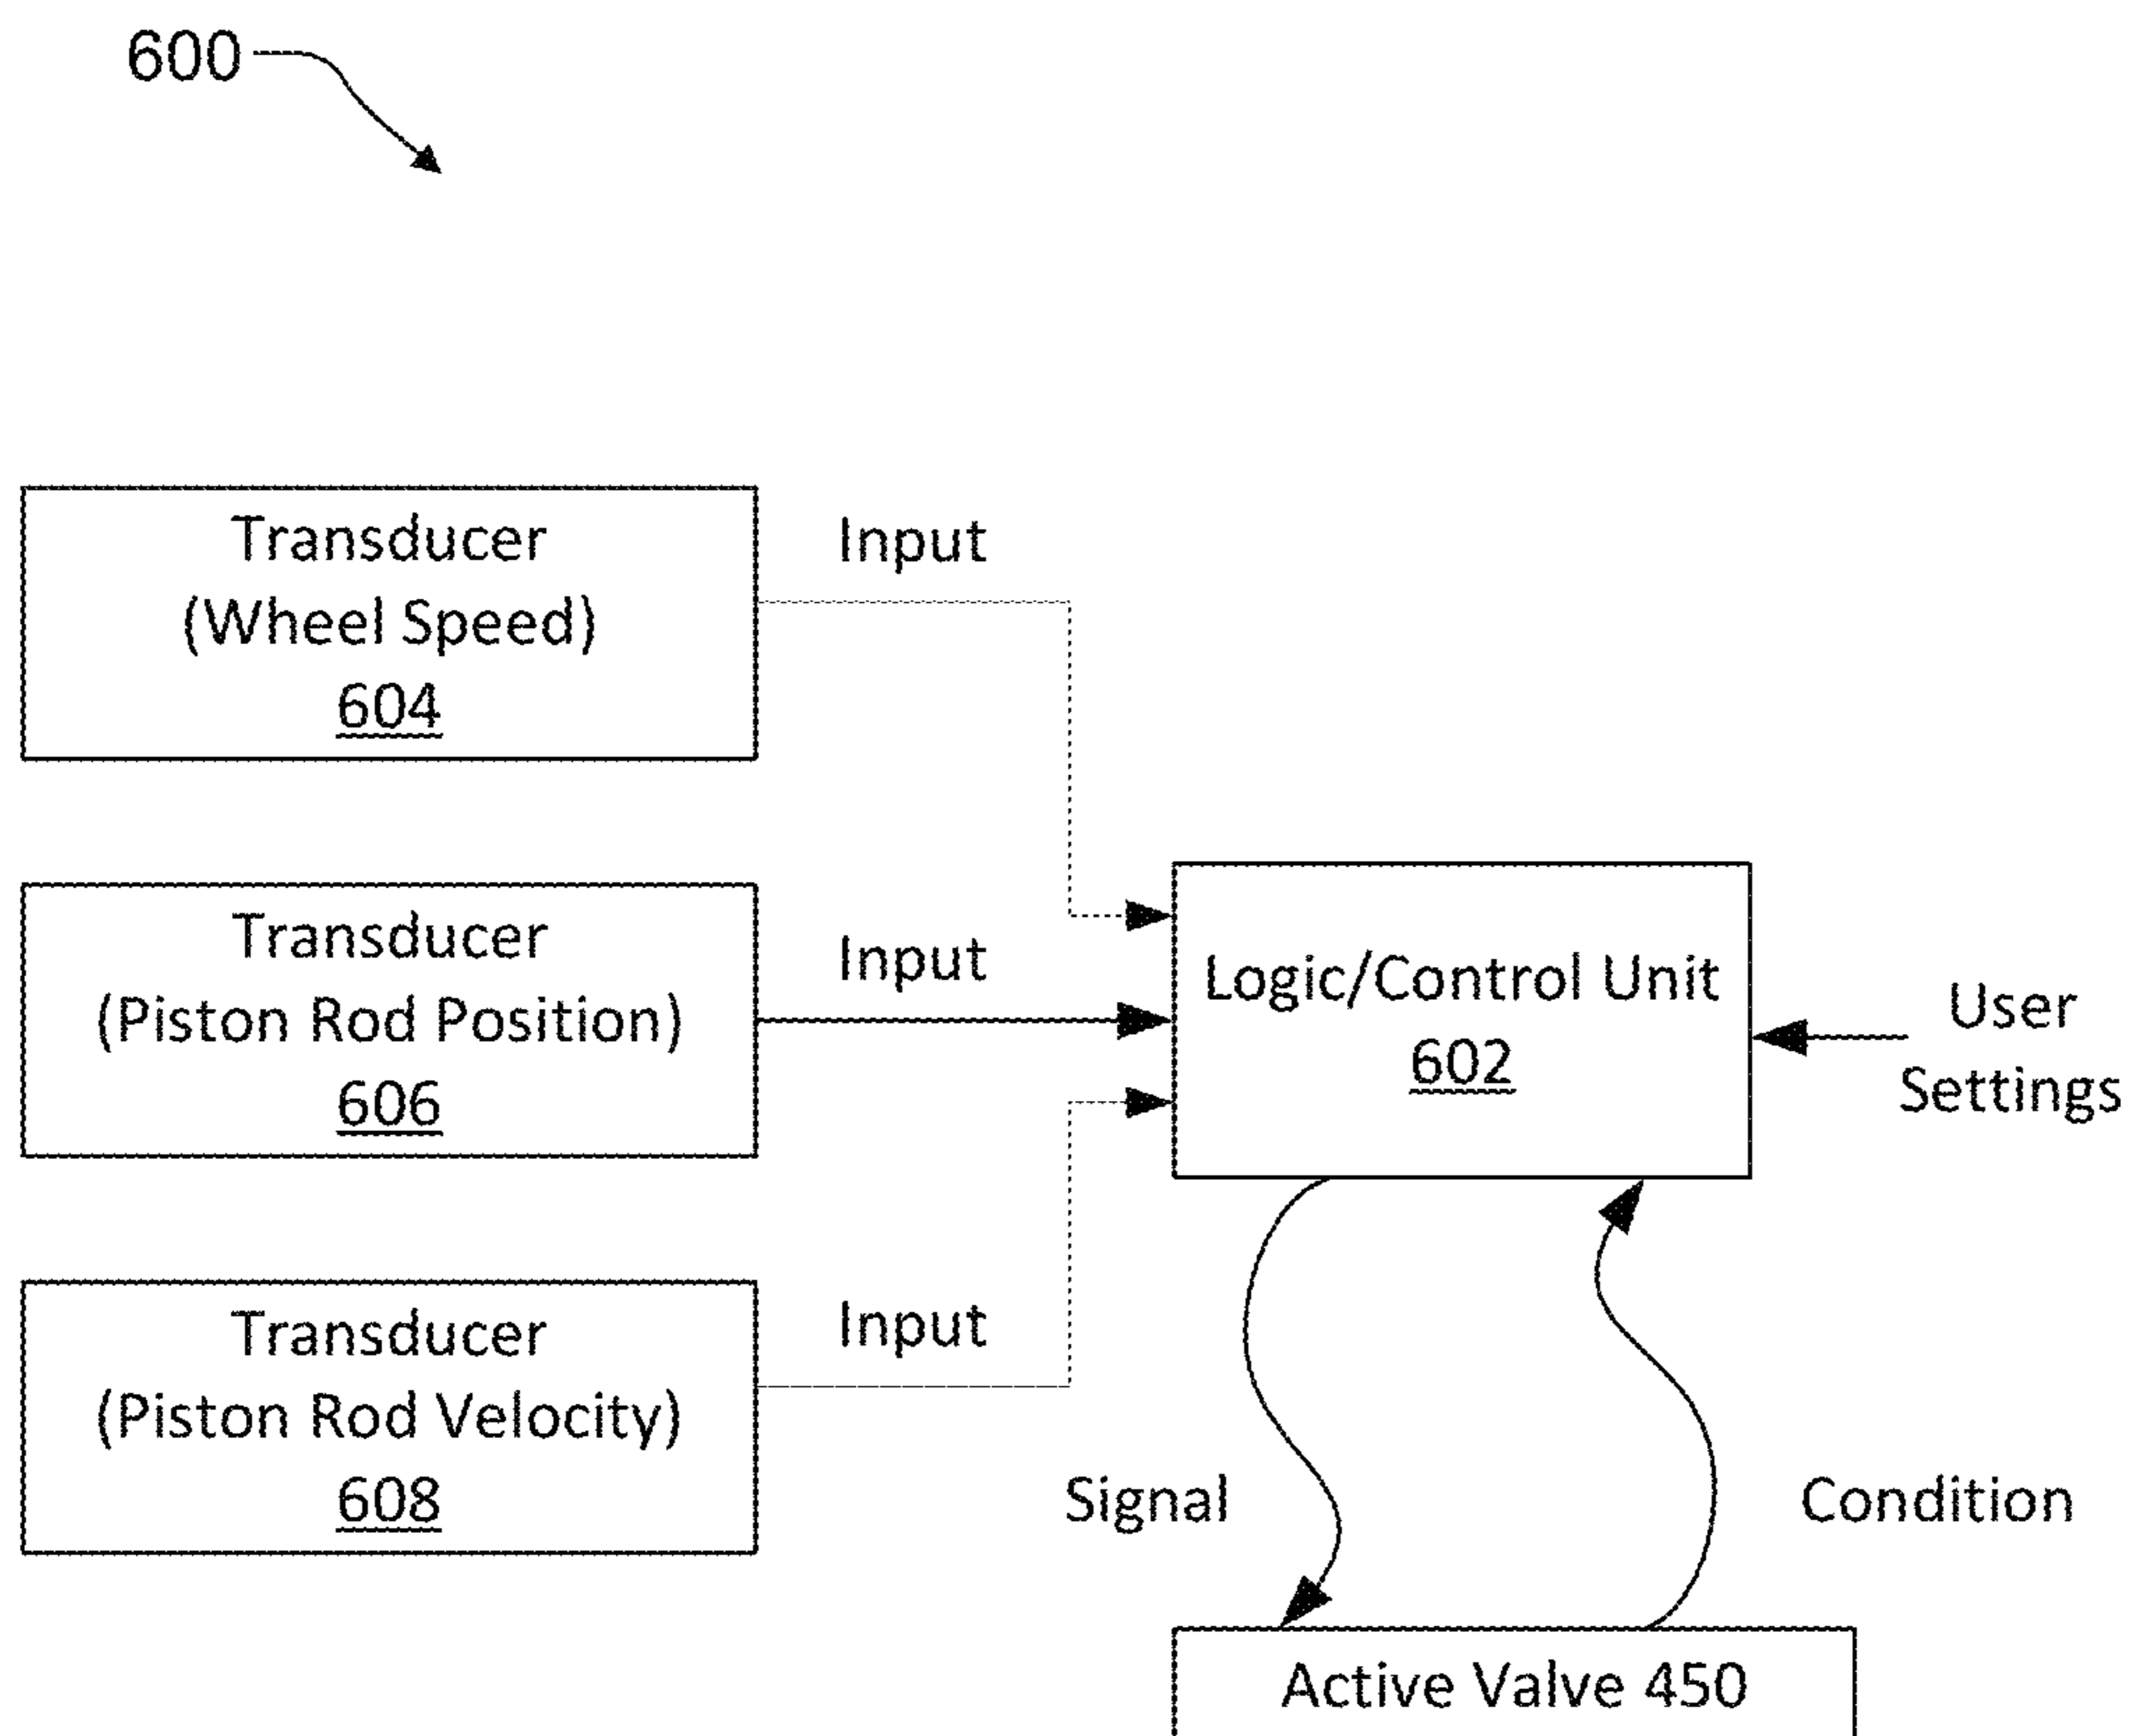 600
Transducer
(Wheel Speed)
604
Input
Transducer
(Piston Rod Position)
606
Input
Logic/Control Unit
602
User
Settings
Transducer
(Piston Rod Velocity)
608
Input
Signal
Condition
Active Valve 450